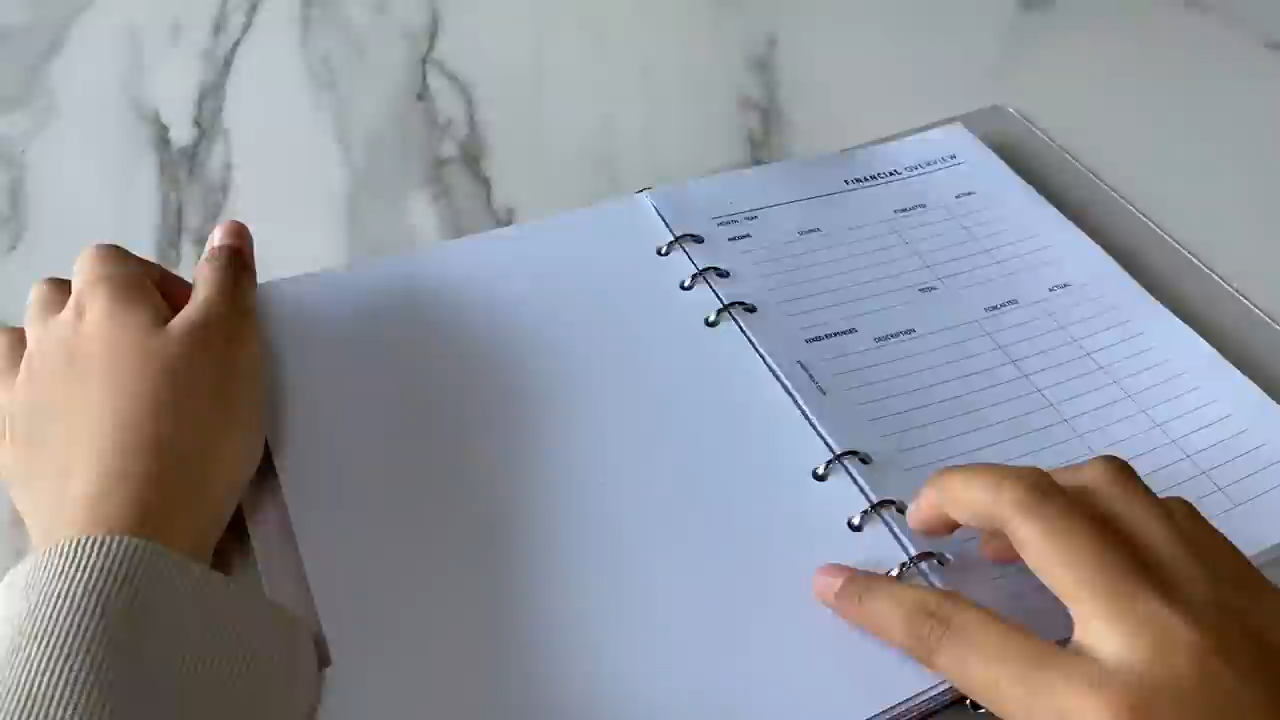 FINANCIAL OVERVIEW
MONTH / YEAR
INCOME SOURCE FORECASTED ACTUAL
TOTAL
FIXED EXPENSES DESCRIPTION FORECASTED ACTUAL